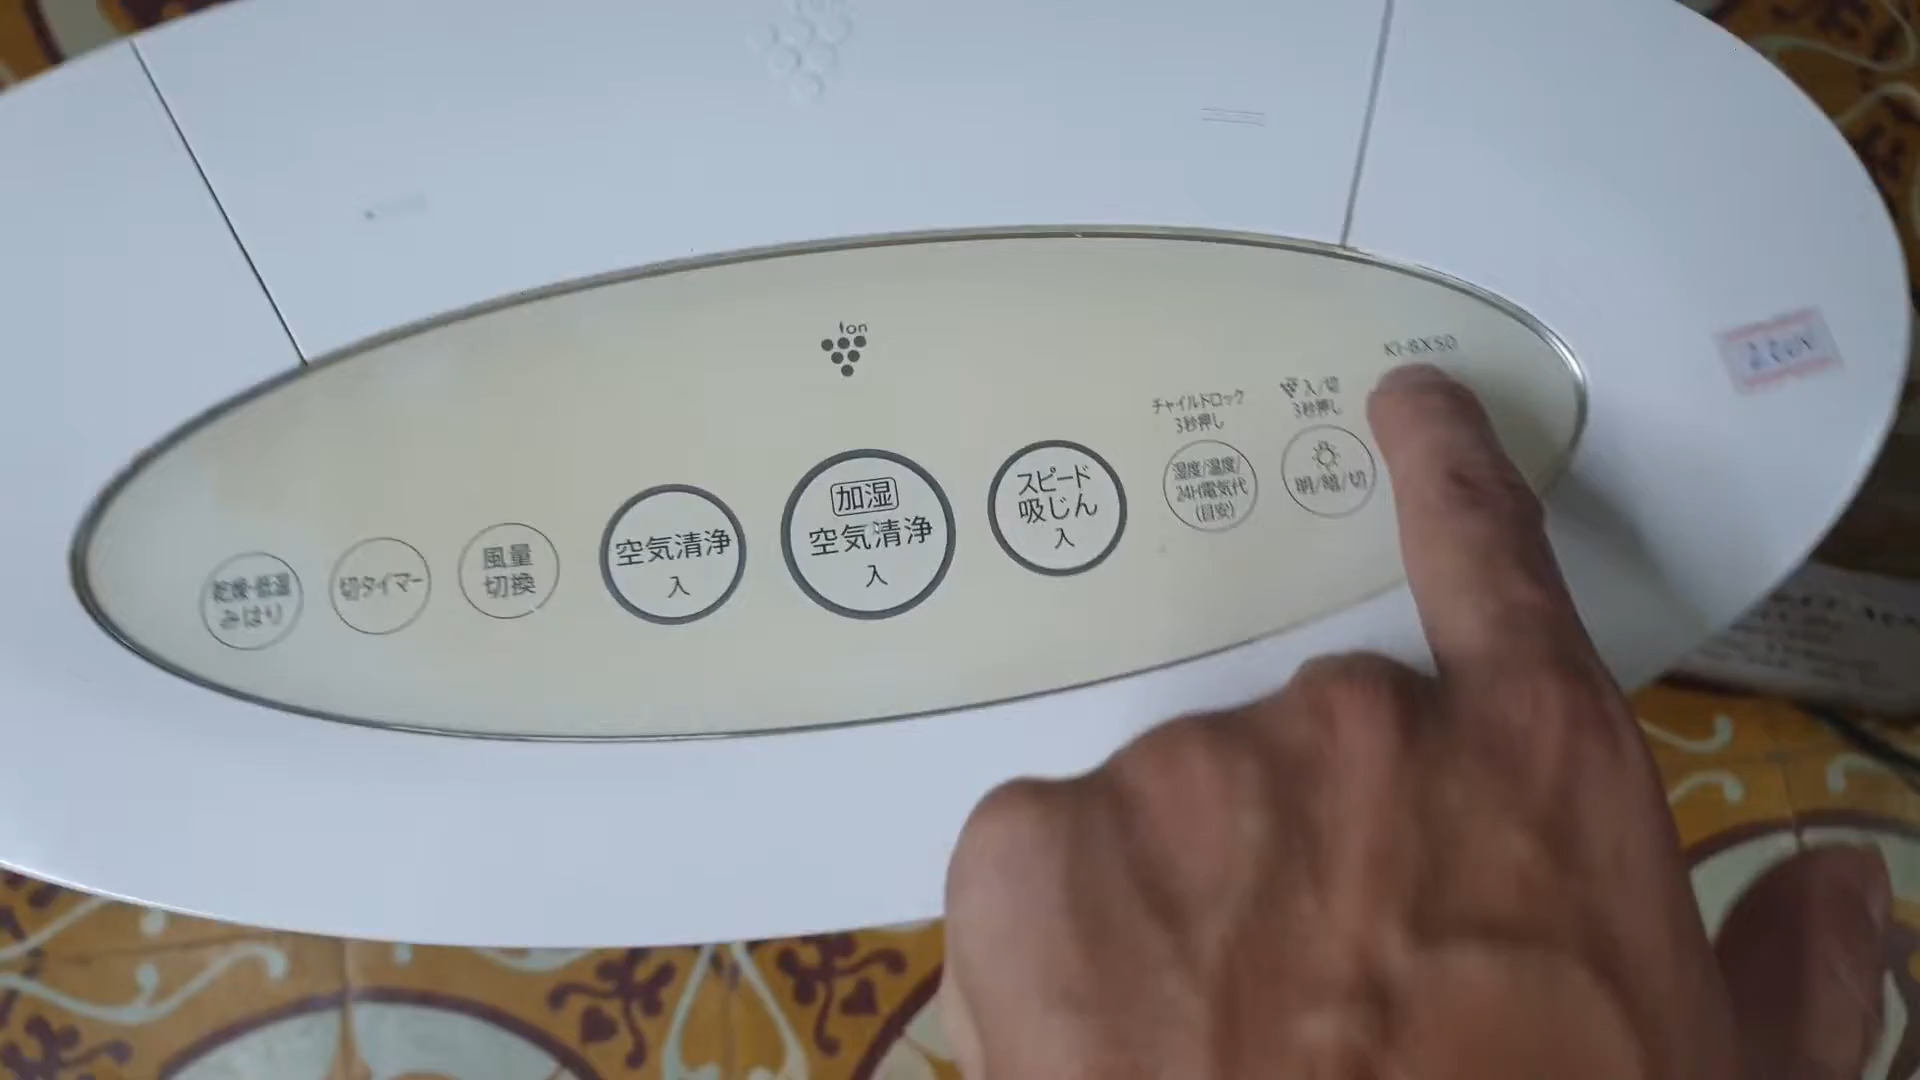 ion
KI-BX50
チャイルドロック
3秒押し
入/切
3秒押し
乾燥・低温
みはり
切タイマー
風量
切換
空気清浄
入
加湿
空気清浄
入
スピード
吸じん
入
湿度/温度/
24H電気代
(目安)
明/暗/切